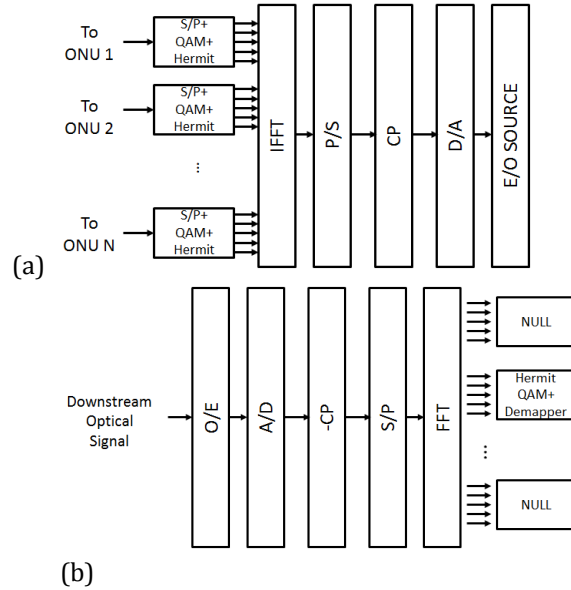 To
ONU 1
S/P+
QAM+
Hermit
To
ONU 2
S/P+
QAM+
Hermit
...
To
ONU N
S/P+
QAM+
Hermit
IFFT
P/S
CP
D/A
E/O SOURCE
(a)
Downstream
Optical
Signal
O/E
A/D
-CP
S/P
FFT
NULL
Hermit
QAM+
Demapper
...
NULL
(b)